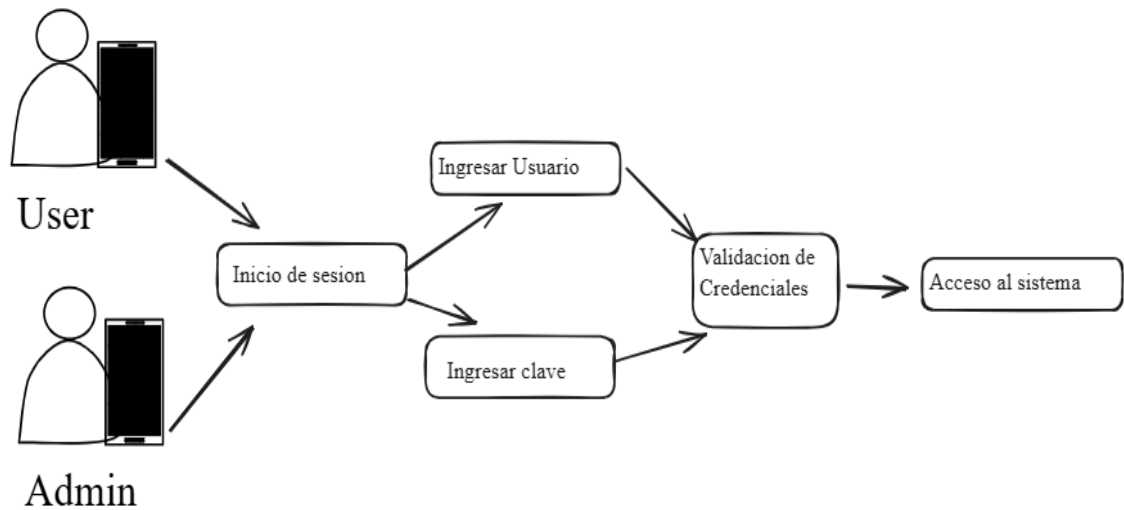 User
Admin
Inicio de sesion
Ingresar Usuario
Ingresar clave
Validacion de
Credenciales
Acceso al sistema